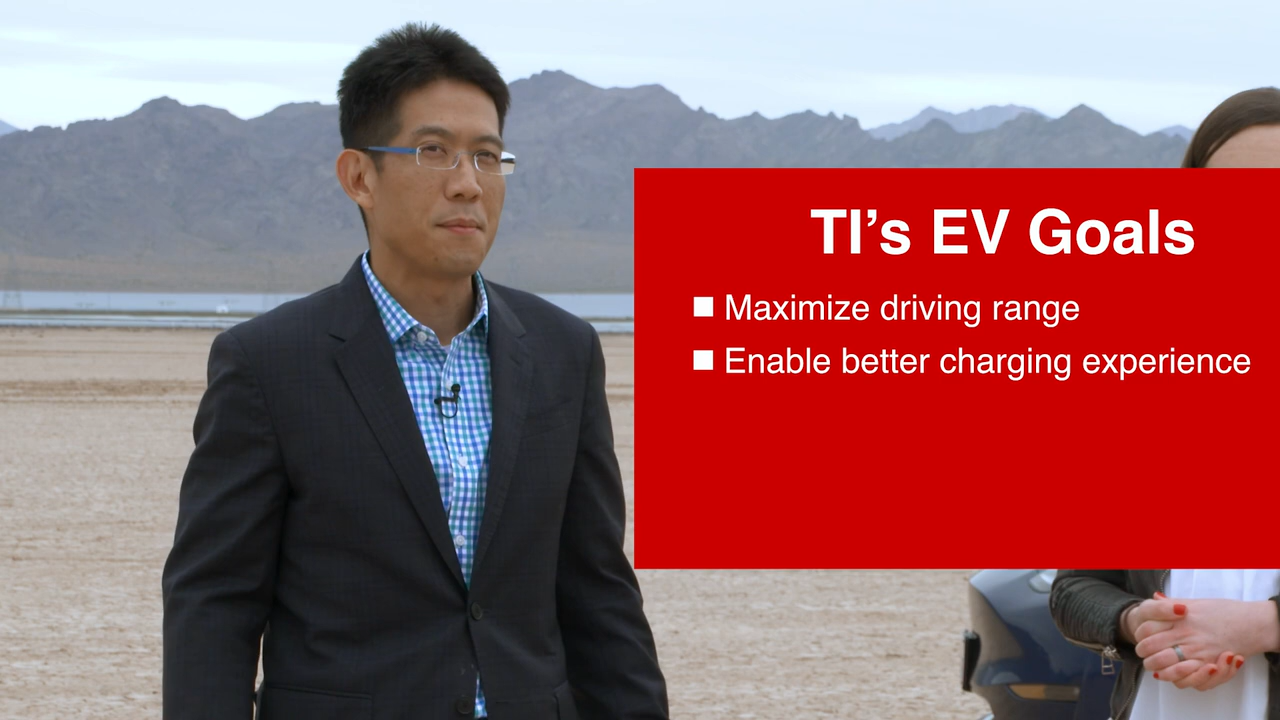 TI’s EV Goals
Maximize driving range
Enable better charging experience